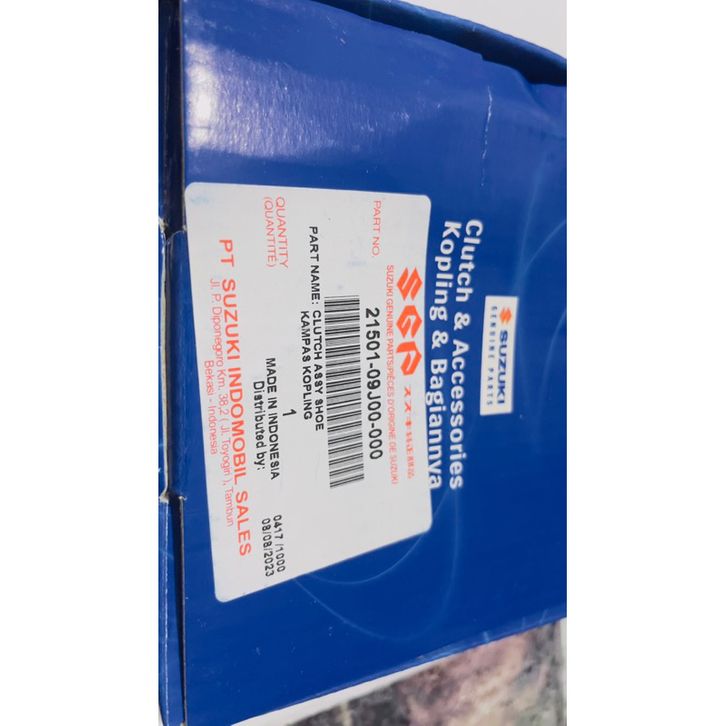 SUZUKI
GENUINE PARTS
Clutch & Accessories
Kopling & Bagiannya
SGP
SUZUKI GENUINE PARTS/PIÈCES D'ORIGINE DE SUZUKI
PART NO.
21501-09J00-000
PART NAME: CLUTCH ASSY SHOE
KAMPAS KOPLING
QUANTITY
(QUANTITÉ)
1
MADE IN INDONESIA
Distributed by:
0417 /1000
08/08/2023
PT SUZUKI INDOMOBIL SALES
Jl. P. Diponegoro Km. 38,2 ( Jl. Toyogiri ), Tambun
Bekasi - Indonesia